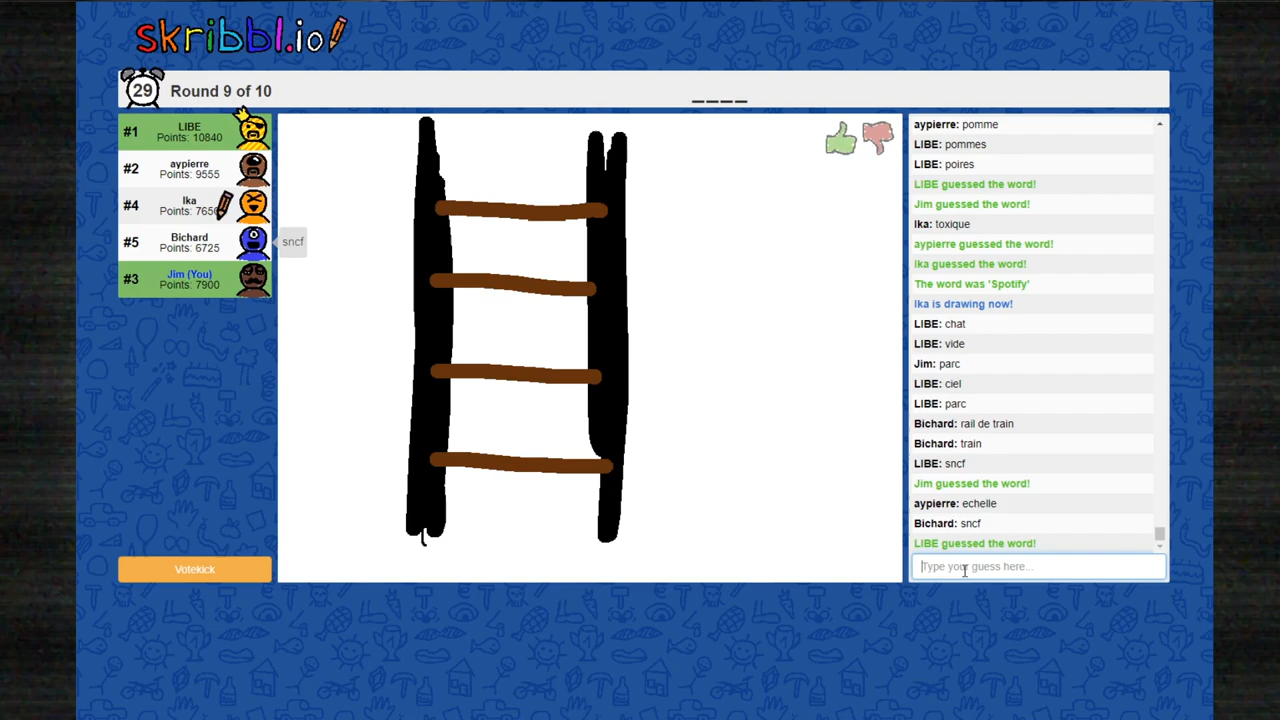 skribbl.io!
29
Round 9 of 10
____
#1
LIBE
Points: 10840
#2
aypierre
Points: 9555
#4
Ika
#5
Bichard
Points: 6725
sncf
#3
Jim (You)
Points: 7900
Votekick
aypierre: pomme
LIBE: pommes
LIBE: poires
LIBE guessed the word!
Jim guessed the word!
Ika: toxique
aypierre guessed the word!
Ika guessed the word!
The word was 'Spotify'
Ika is drawing now!
LIBE: chat
LIBE: vide
Jim: parc
LIBE: ciel
LIBE: parc
Bichard: rail de train
Bichard: train
LIBE: sncf
Jim guessed the word!
aypierre: echelle
Bichard: sncf
LIBE guessed the word!
Type your guess here...